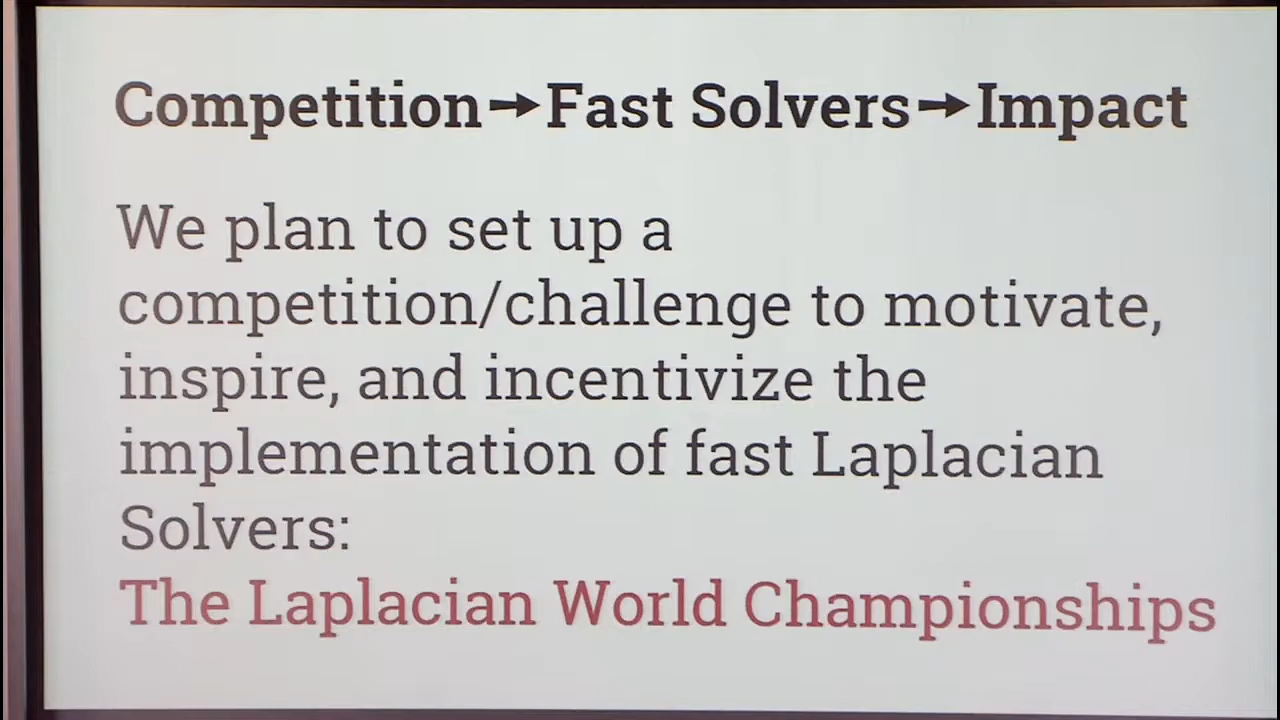 Competition→Fast Solvers→Impact
We plan to set up a
competition/challenge to motivate,
inspire, and incentivize the
implementation of fast Laplacian
Solvers:
The Laplacian World Championships